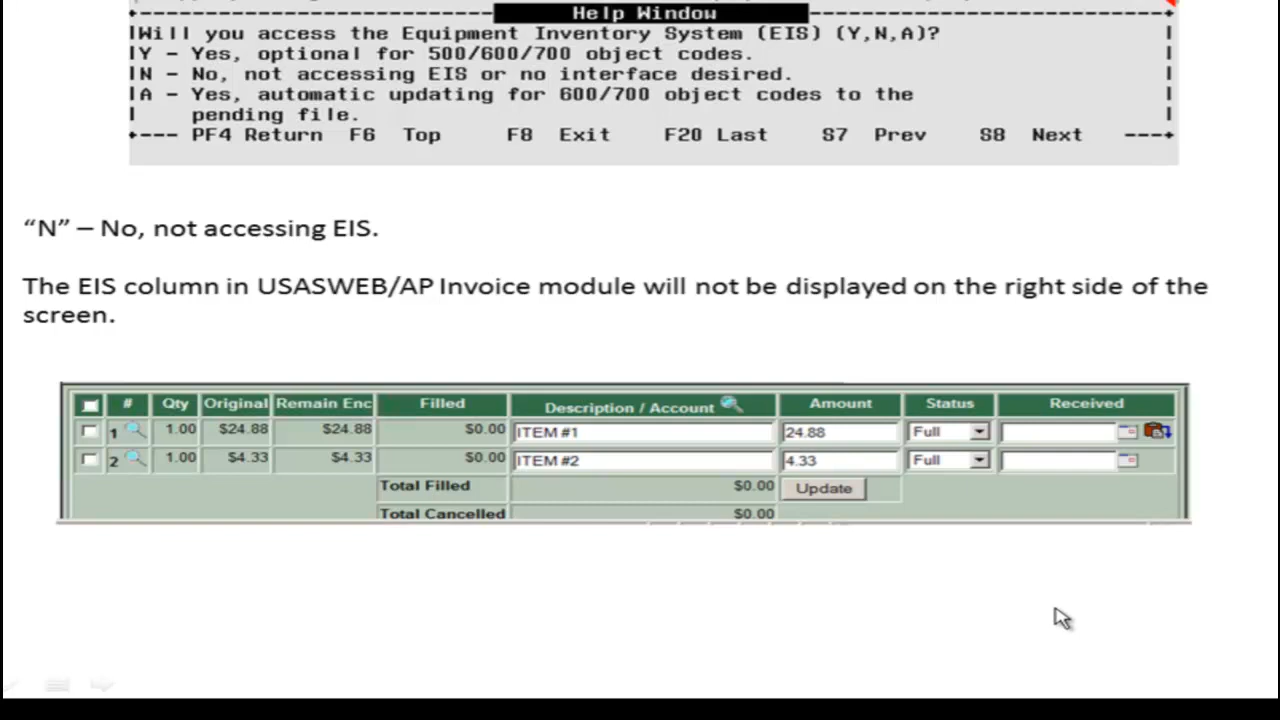 Help Window
Will you access the Equipment Inventory System (EIS) (Y,N,A)?
Y - Yes, optional for 500/600/700 object codes.
N - No, not accessing EIS or no interface desired.
A - Yes, automatic updating for 600/700 object codes to the
pending file.
PF4 Return F6 Top F8 Exit F20 Last S7 Prev S8 Next
“N” – No, not accessing EIS.
The EIS column in USASWEB/AP Invoice module will not be displayed on the right side of the
screen.
# Qty Original Remain Enc Filled Description / Account Amount Status Received
1 1.00 $24.88 $24.88 $0.00 ITEM #1 24.88 Full
2 1.00 $4.33 $4.33 $0.00 ITEM #2 4.33 Full
Total Filled $0.00 Update
Total Cancelled $0.00